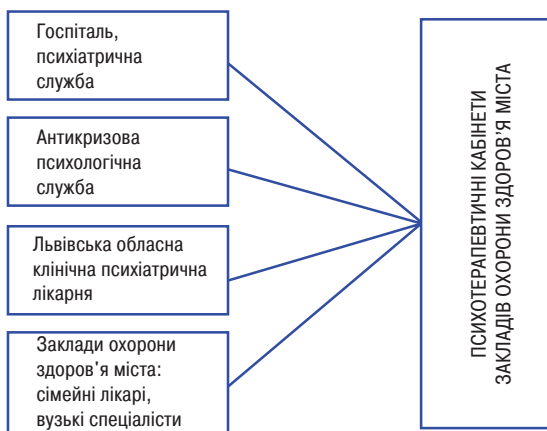 Госпіталь,
психіатрична
служба
Антикризова
психологічна
служба
Львівська обласна
клінічна психіатрична
лікарня
Заклади охорони
здоров'я міста:
сімейні лікарі,
вузькі спеціалісти
ПСИХОТЕРАПЕВТИЧНІ КАБІНЕТИ
ЗАКЛАДІВ ОХОРОНИ ЗДОРОВ'Я МІСТА